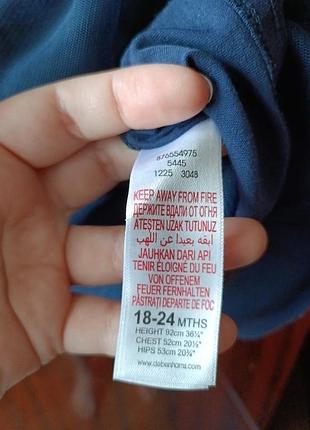 876554975
5445
1225 3048
KEEP AWAY FROM FIRE
ДЕРЖИТЕ ВДАЛИ ОТ ОГНЯ
ATEŞTEN UZAK TUTUNUZ
ابقه بعيدا عن اللهب
JAUHKAN DARI API
TENIR ÉLOIGNÉ DU FEU
VON OFFENEM
FEUER FERNHALTEN
PĂSTRAȚI DEPARTE DE FOC
18-24 MTHS
HEIGHT 92cm 36¼"
CHEST 52cm 20½"
HIPS 53cm 20¾"
www.debenhams.com